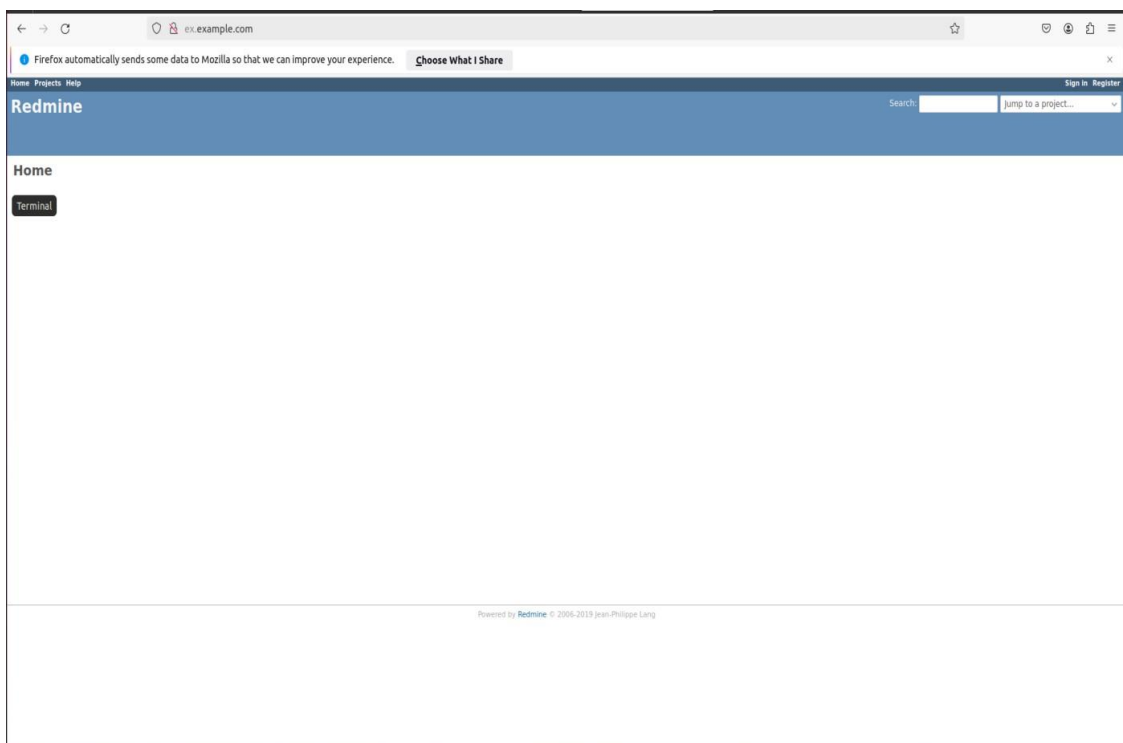 ex.example.com
Firefox automatically sends some data to Mozilla so that we can improve your experience. Choose What I Share
Home Projects Help Sign in Register
Redmine Search: Jump to a project...
Home
Terminal
Powered by Redmine © 2006-2019 Jean-Philippe Lang